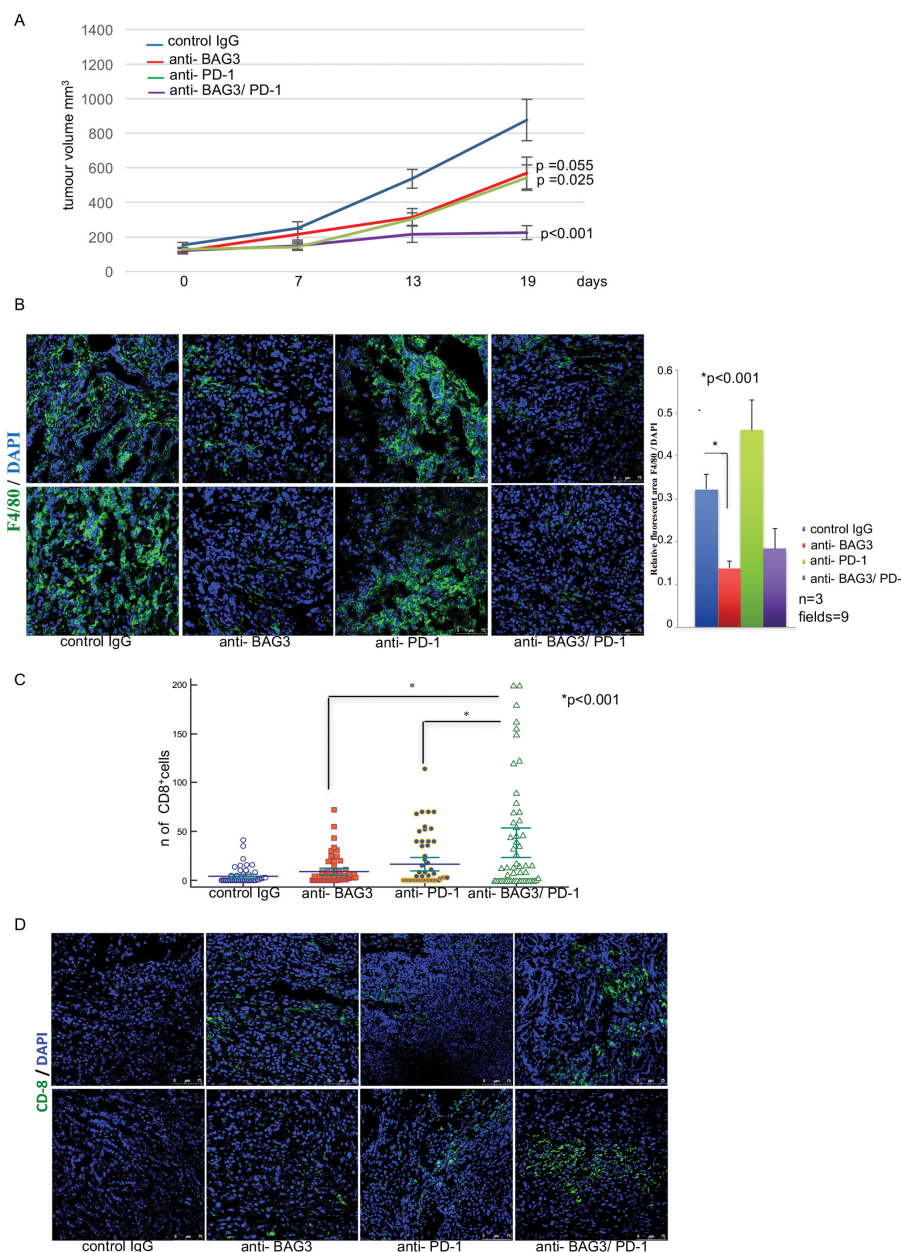 A
1400
1200
1000
800
600
400
200
0
tumour volume mm³
control IgG
anti- BAG3
anti- PD-1
anti- BAG3/ PD-1
p =0.055
p =0.025
p<0.001
0 7 13 19 days
B
F4/80 / DAPI
control IgG anti- BAG3 anti- PD-1 anti- BAG3/ PD-1
Relative fluorescent area F4/80 / DAPI
0.6
0.5
0.4
0.3
0.2
0.1
0
*p<0.001
*
control IgG
anti- BAG3
anti- PD-1
anti- BAG3/ PD-
n=3
fields=9
C
n of CD8⁺cells
200
150
100
50
0
*
*
*p<0.001
control IgG anti- BAG3 anti- PD-1 anti- BAG3/ PD-1
D
CD-8 / DAPI
control IgG anti- BAG3 anti- PD-1 anti- BAG3/ PD-1